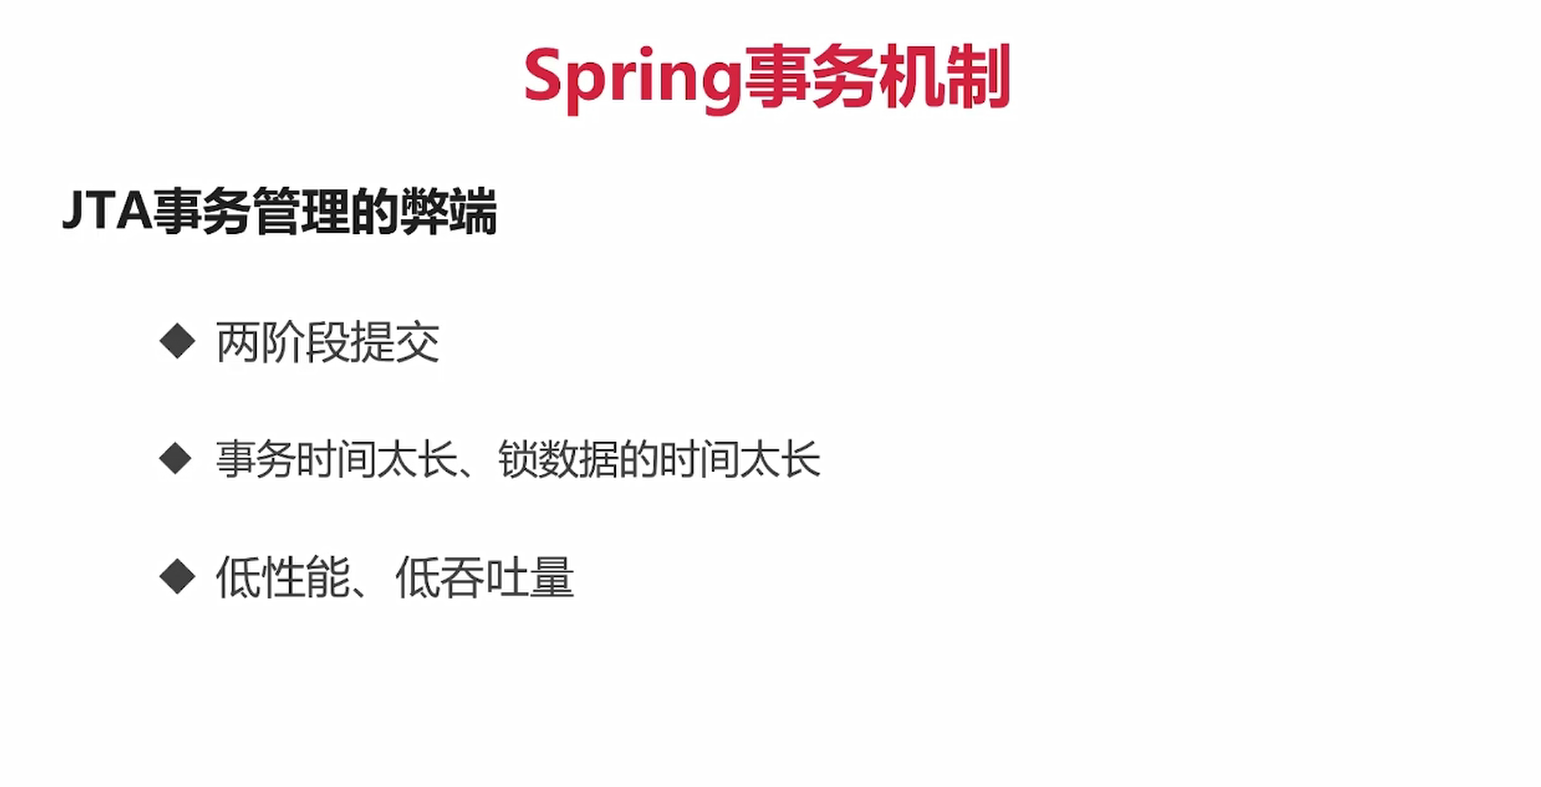 Spring事务机制
JTA事务管理的弊端
◆ 两阶段提交
◆ 事务时间太长、锁数据的时间太长
◆ 低性能、低吞吐量